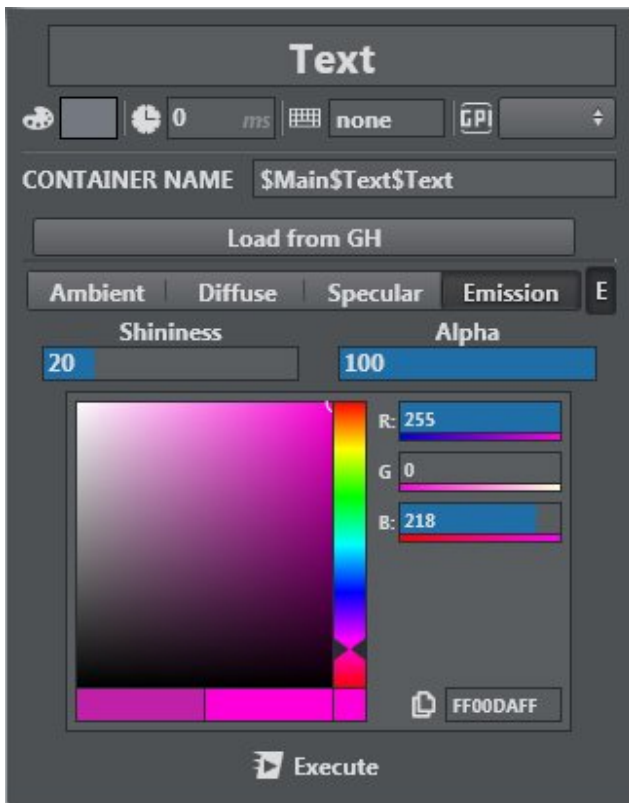 Text
0 ms none GPI
CONTAINER NAME $Main$Text$Text
Load from GH
Ambient Diffuse Specular Emission E
Shininess Alpha
20 100
R: 255
G 0
B: 218
FF00DAFF
Execute